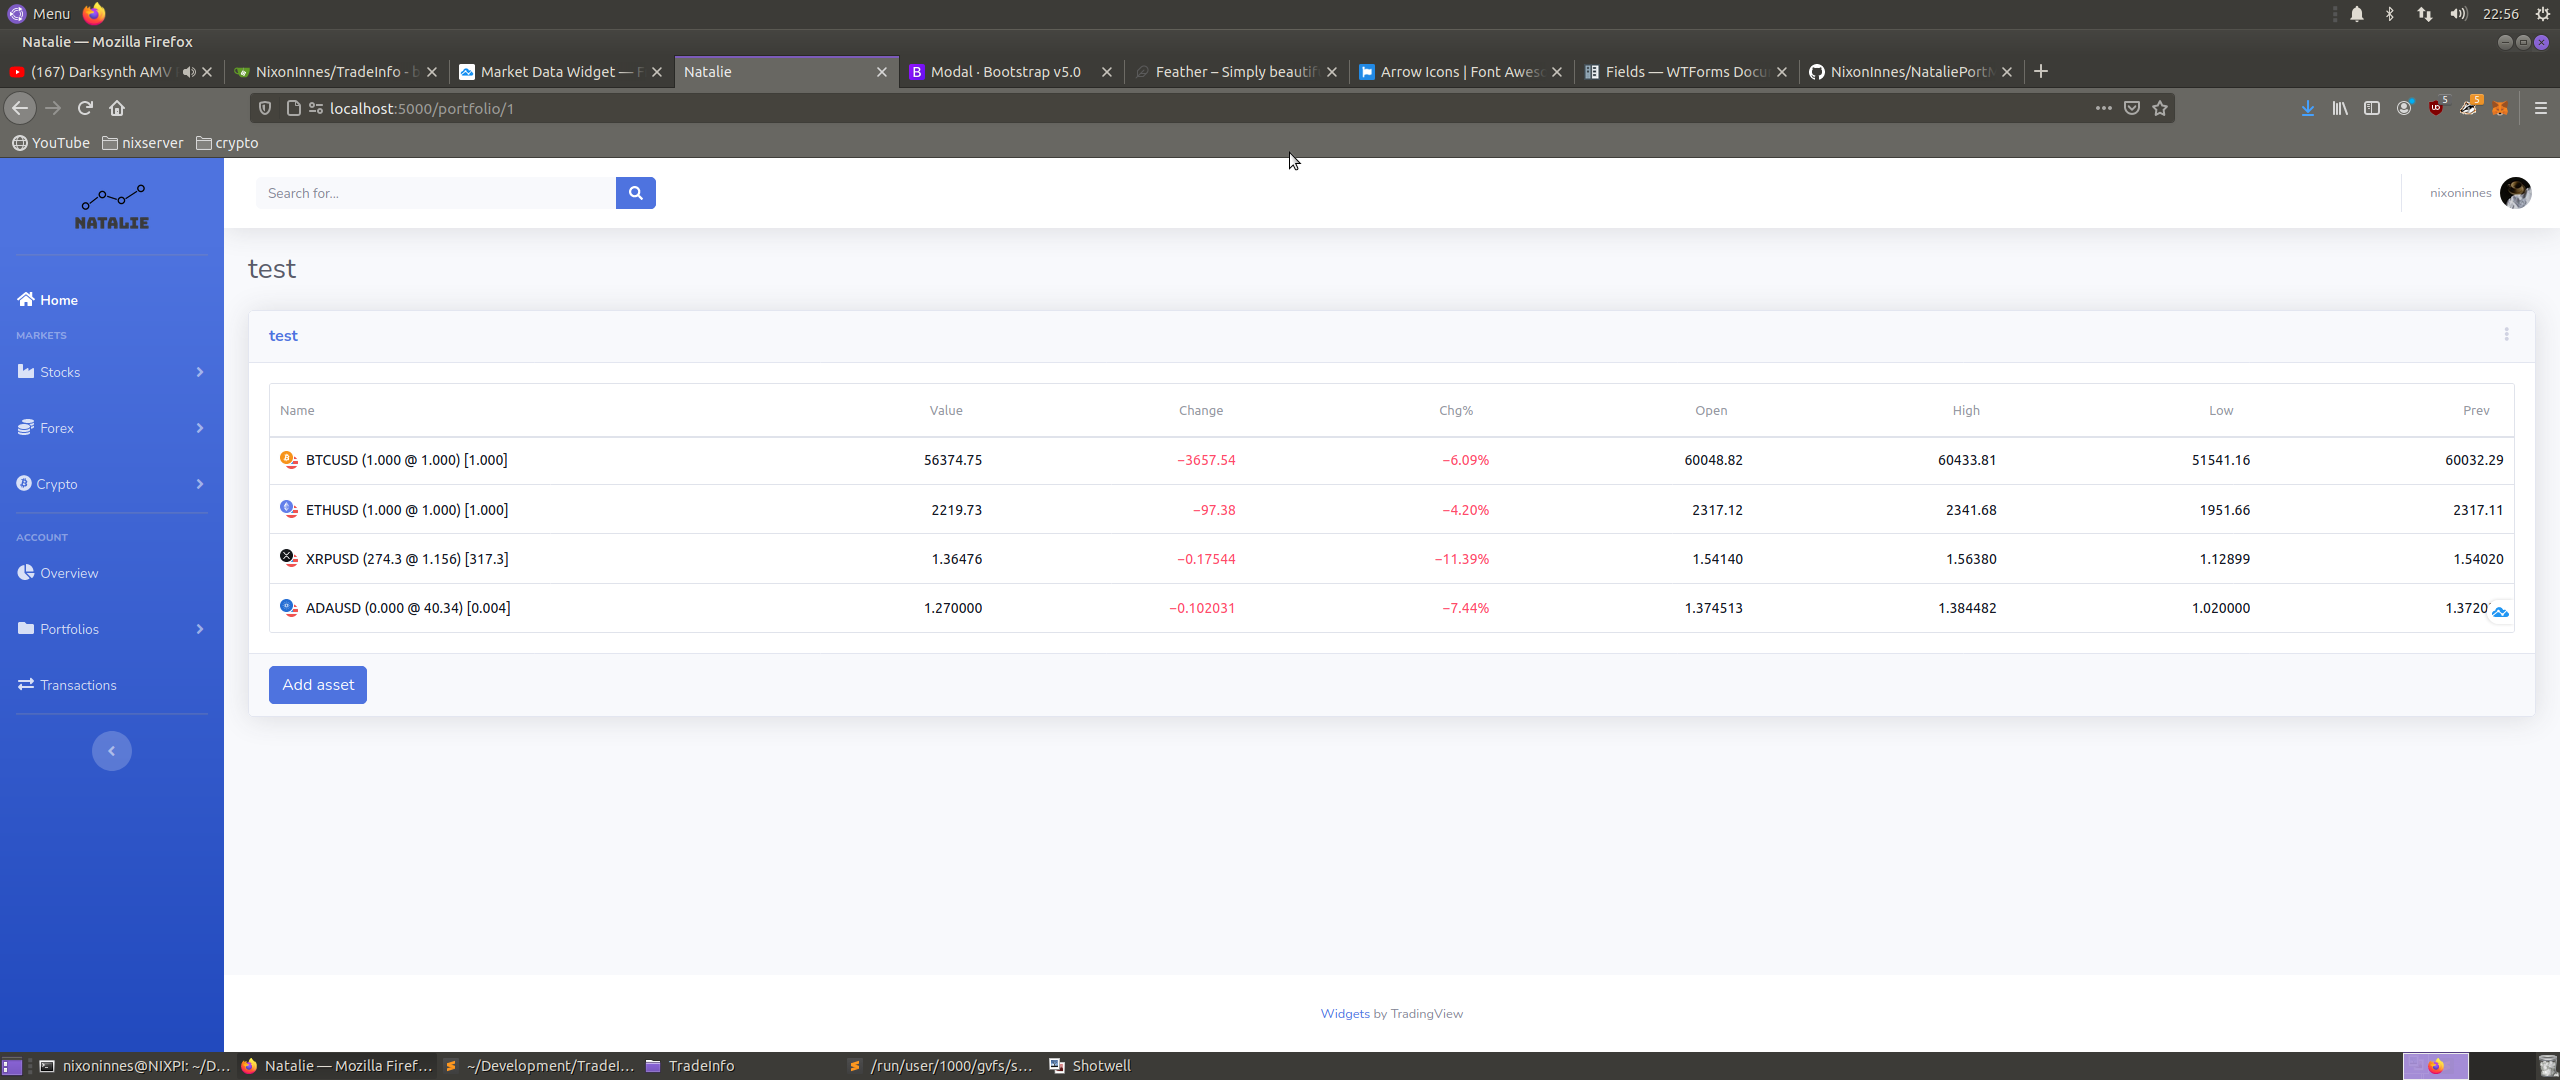 Menu 22:56
Natalie — Mozilla Firefox
(167) Darksynth AMV NixonInnes/TradeInfo - Market Data Widget — Natalie Modal · Bootstrap v5.0 Feather – Simply beautif Arrow Icons | Font Aweso Fields — WTForms Docu NixonInnes/NataliePort
localhost:5000/portfolio/1 5 5
YouTube nixserver crypto
NATALIE
Search for...
nixoninnes
test
Home
MARKETS
Stocks
Forex
Crypto
ACCOUNT
Overview
Portfolios
Transactions
test
Name Value Change Chg% Open High Low Prev
BTCUSD (1.000 @ 1.000) [1.000] 56374.75 −3657.54 −6.09% 60048.82 60433.81 51541.16 60032.29
ETHUSD (1.000 @ 1.000) [1.000] 2219.73 −97.38 −4.20% 2317.12 2341.68 1951.66 2317.11
XRPUSD (274.3 @ 1.156) [317.3] 1.36476 −0.17544 −11.39% 1.54140 1.56380 1.12899 1.54020
ADAUSD (0.000 @ 40.34) [0.004] 1.270000 −0.102031 −7.44% 1.374513 1.384482 1.020000 1.3720
Add asset
Widgets by TradingView
nixoninnes@NIXPI: ~/D... Natalie — Mozilla Firef... ~/Development/TradeI... TradeInfo /run/user/1000/gvfs/s... Shotwell